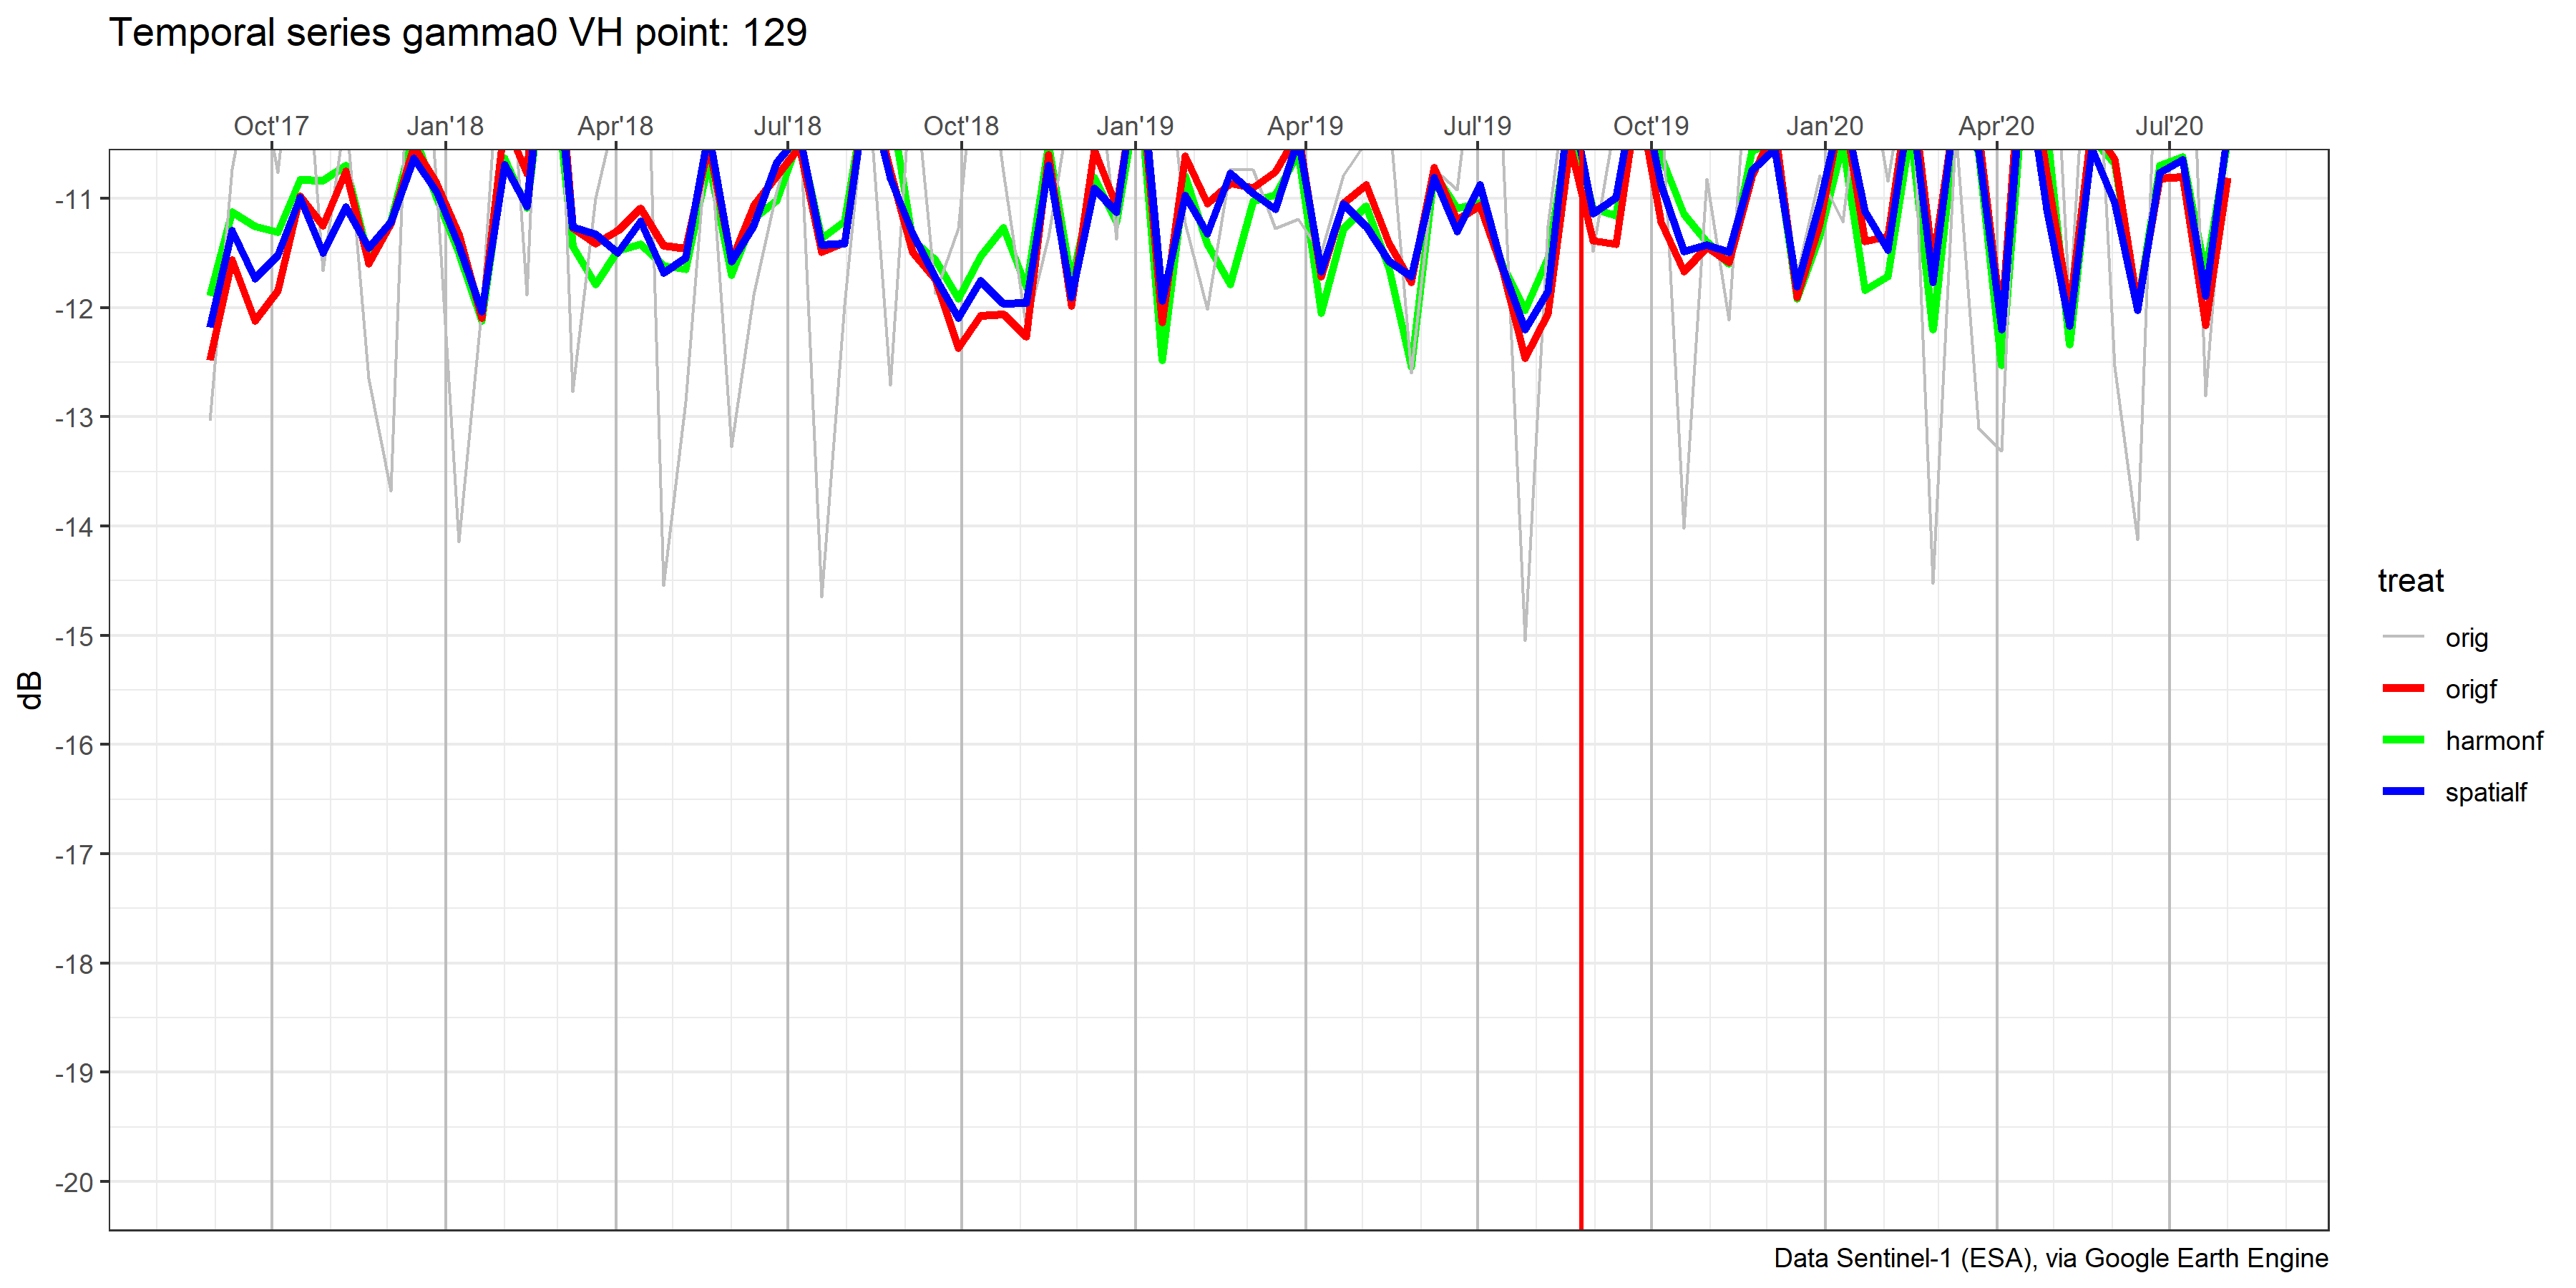 Temporal series gamma0 VH point: 129
Oct'17 Jan'18 Apr'18 Jul'18 Oct'18 Jan'19 Apr'19 Jul'19 Oct'19 Jan'20 Apr'20 Jul'20
-11
-12
-13
-14
-15
-16
-17
-18
-19
-20
dB
treat
orig
origf
harmonf
spatialf
Data Sentinel-1 (ESA), via Google Earth Engine